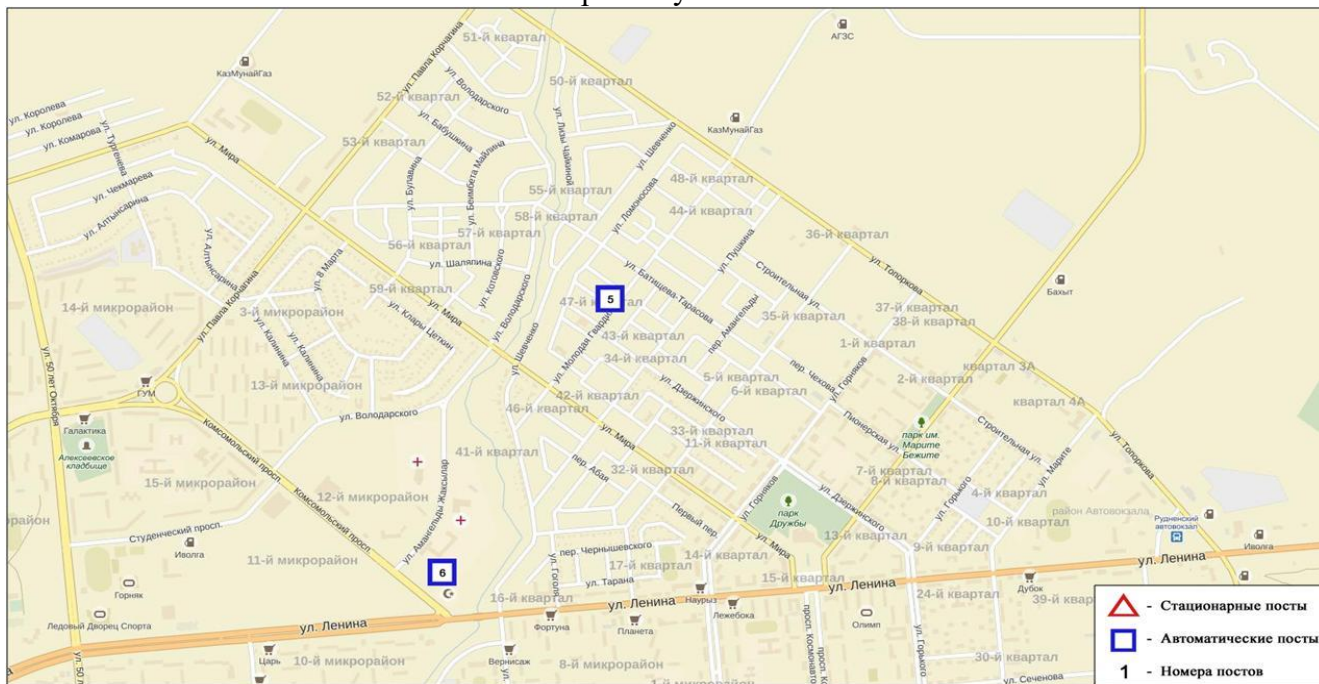 51-й квартал
ул. Павла Корчагина
АГЗС
КазМунайГаз
ул. Володарского
50-й квартал
52-й квартал
ул. Королева
ул. Королева
ул. Комарова
ул. Тургенева
ул. Бабушкина
ул. Лизы Чайкиной
ул. Шевченко
КазМунайГаз
53-й квартал
ул. Мира
ул. Беимбета Майлина
ул. Булавина
55-й квартал
48-й квартал
ул. Чекмарева
ул. Алтынсарина
ул. Ломоносова
44-й квартал
58-й квартал
57-й квартал
36-й квартал
ул. Пушкина
ул. Топоркова
56-й квартал
ул. Алтынсарина
ул. 8 Марта
ул. Шаляпина
ул. Котовского
ул. Батищева-Тарасова
Строительная ул.
Бахыт
59-й квартал
14-й микрорайон
3-й микрорайон
ул. Павла Корчагина
5
47-й квартал
37-й квартал
38-й квартал
35-й квартал
ул. Мира
ул. Клары Цеткин
ул. Володарского
ул. Шевченко
ул. Молодая Гвардия
43-й квартал
пер. Амангельды
1-й квартал
ул. Калинина
ул. Калинина
34-й квартал
квартал 3А
ул. 50 лет Октября
5-й квартал
6-й квартал
пер. Чехова
ул. Горняков
2-й квартал
13-й микрорайон
ул. Дзержинского
ГУМ
42-й квартал
46-й квартал
квартал 4А
ул. Володарского
Пионерская ул.
парк им.
Марите
Бежите
Строительная ул.
ул. Топоркова
Галактика
Комсомольский просп.
ул. Мира
33-й квартал
11-й квартал
ул. Марите
Алексеевское
кладбище
41-й квартал
пер. Абая
32-й квартал
7-й квартал
8-й квартал
15-й микрорайон
12-й микрорайон
ул. Амангельды Жаксылар
ул. Горняков
ул. Дзержинского
ул. Горького
4-й квартал
парк
Дружбы
10-й квартал
район Автовокзала
Рудненский
автовокзал
Комсомольский просп.
Первый пер.
ул. Мира
13-й квартал
Студенческий просп.
Иволга
пер. Чернышевского
14-й квартал
9-й квартал
Иволга
11-й микрорайон
17-й квартал
6
ул. Гоголя
ул. Тарана
15-й квартал
ул. Ленина
Горняк
16-й квартал
ул. Ленина
Наурыз
Лежебока
24-й квартал
Дубок
Ледовый Дворец Спорта
ул. Ленина
Фортуна
Планета
Олимп
просп. Космонавтов
ул. Горького
Царь
10-й микрорайон
Вернисаж
8-й микрорайон
30-й квартал
ул. Сеченова
- Стационарные посты
- Автоматические посты
1 - Номера постов